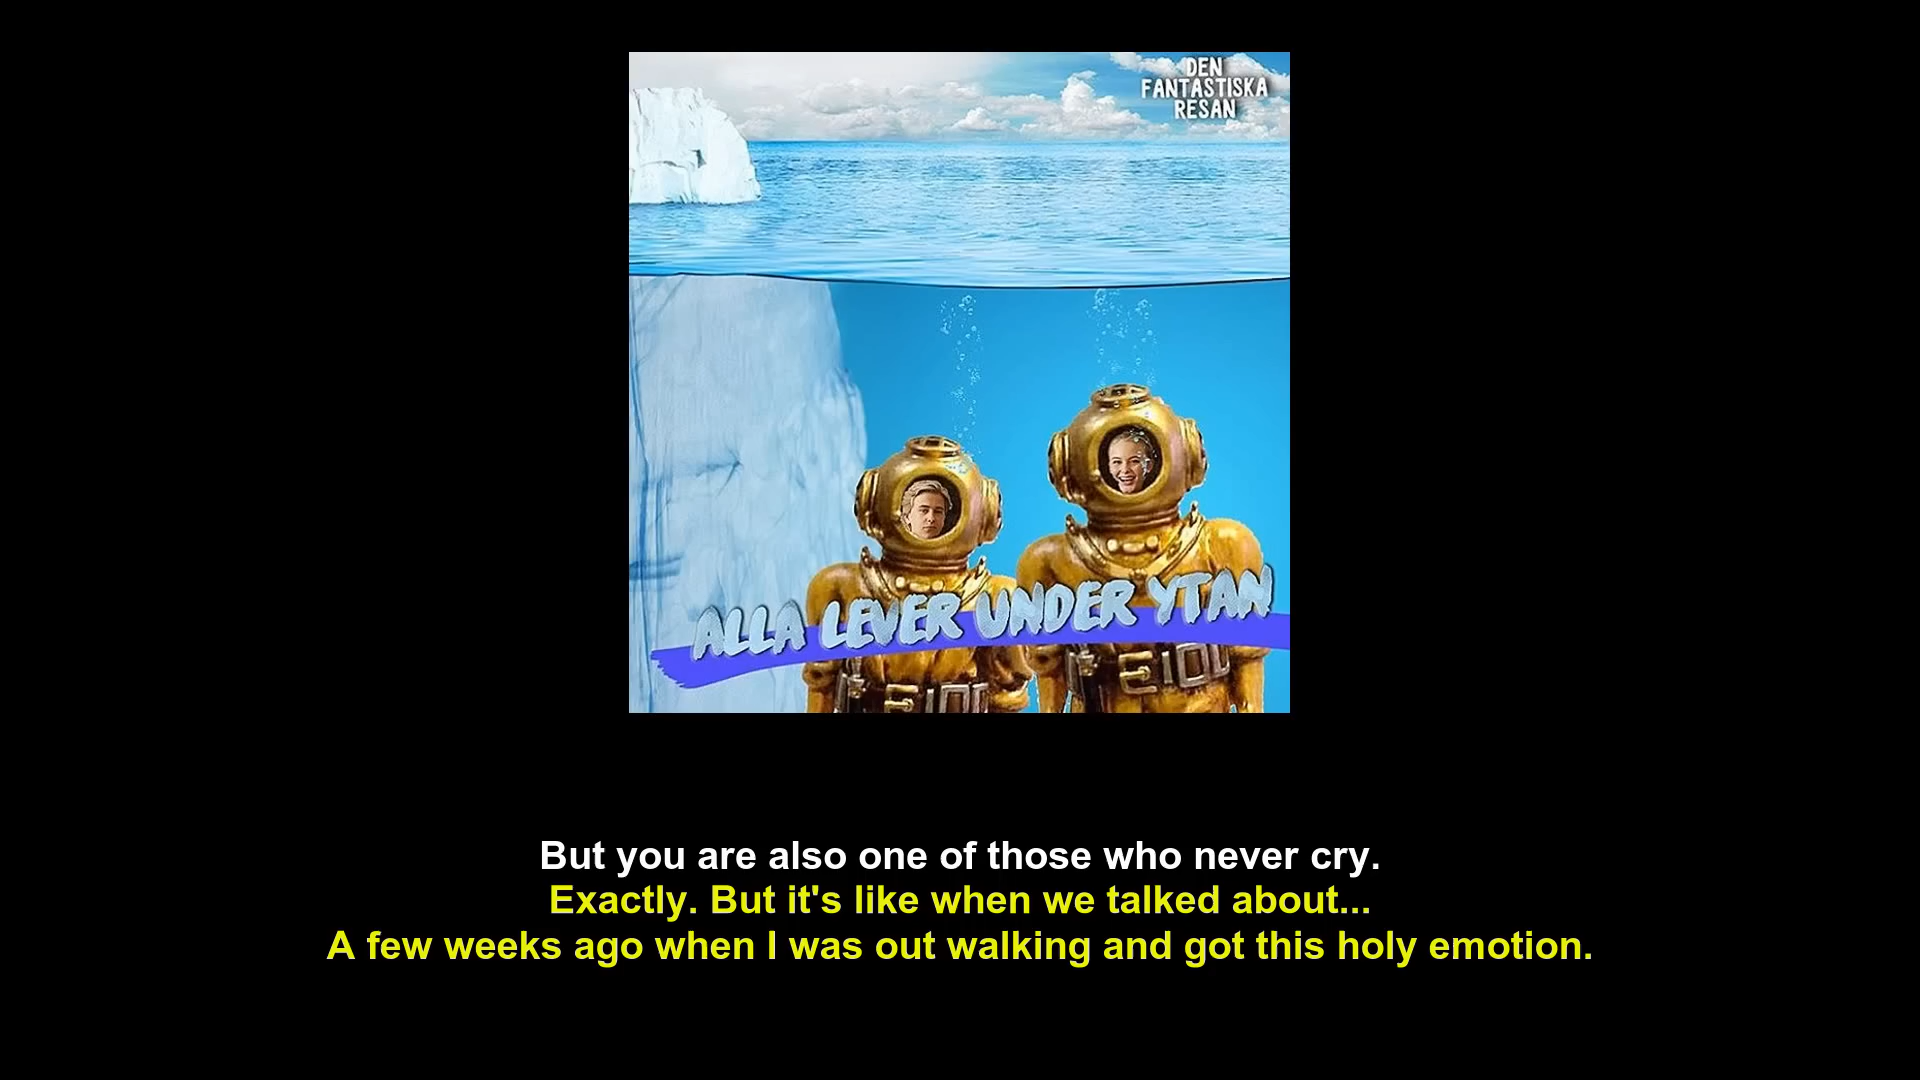 DEN
FANTASTISKA
RESAN
ALLA LEVER UNDER YTAN
But you are also one of those who never cry.
Exactly. But it's like when we talked about...
A few weeks ago when I was out walking and got this holy emotion.